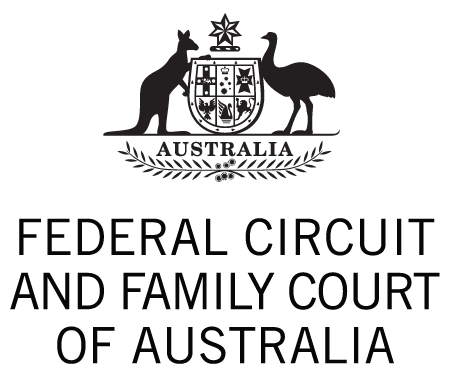 AUSTRALIA
FEDERAL CIRCUIT
AND FAMILY COURT
OF AUSTRALIA